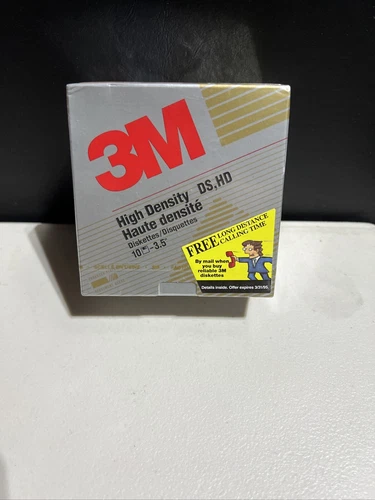 3M
High Density DS, HD
Haute densité
Diskettes/Disquettes
10 -3.5"
FREE LONG DISTANCE
CALLING TIME
By mail when
you buy
reliable 3M
diskettes
Details inside. Offer expires 3/31/95.